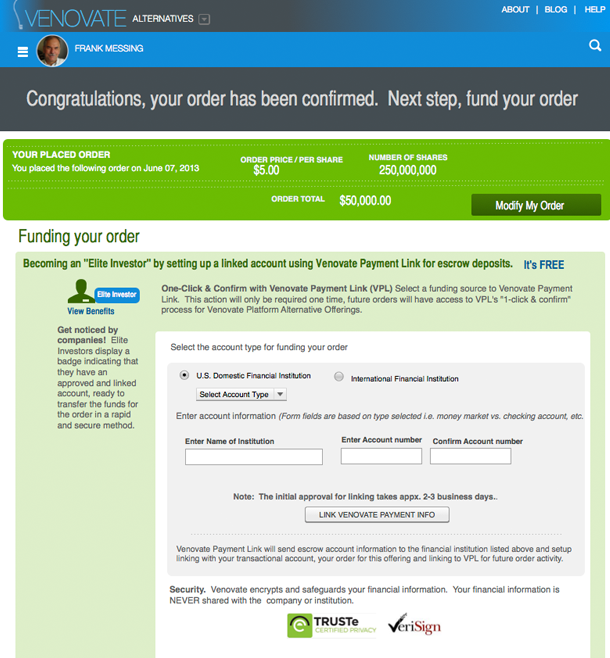 VENOVATE ALTERNATIVES
ABOUT | BLOG | HELP
FRANK MESSING
Congratulations, your order has been confirmed. Next step, fund your order
YOUR PLACED ORDER
You placed the following order on June 07, 2013
ORDER PRICE / PER SHARE
$5.00
NUMBER OF SHARES
250,000,000
ORDER TOTAL $50,000.00
Modify My Order
Funding your order
Becoming an "Elite Investor" by setting up a linked account using Venovate Payment Link for escrow deposits. It's FREE
Elite Investor
View Benefits
Get noticed by
companies! Elite
Investors display a
badge indicating that
they have an
approved and linked
account, ready to
transfer the funds for
the order in a rapid
and secure method.
One-Click & Confirm with Venovate Payment Link (VPL) Select a funding source to Venovate Payment
Link. This action will only be required one time, future orders will have access to VPL's "1-click & confirm"
process for Venovate Platform Alternative Offerings.
Select the account type for funding your order
U.S. Domestic Financial Institution
International Financial Institution
Select Account Type
Enter account information (Form fields are based on type selected i.e. money market vs. checking account, etc.
Enter Name of Institution
Enter Account number
Confirm Account number
Note: The initial approval for linking takes appx. 2-3 business days..
LINK VENOVATE PAYMENT INFO
Venovate Payment Link will send escrow account information to the financial institution listed above and setup
linking with your transactional account, your order for this offering and linking to VPL for future order activity.
Security. Venovate encrypts and safeguards your financial information. Your financial information is
NEVER shared with the company or institution.
TRUSTe
CERTIFIED PRIVACY
VeriSign